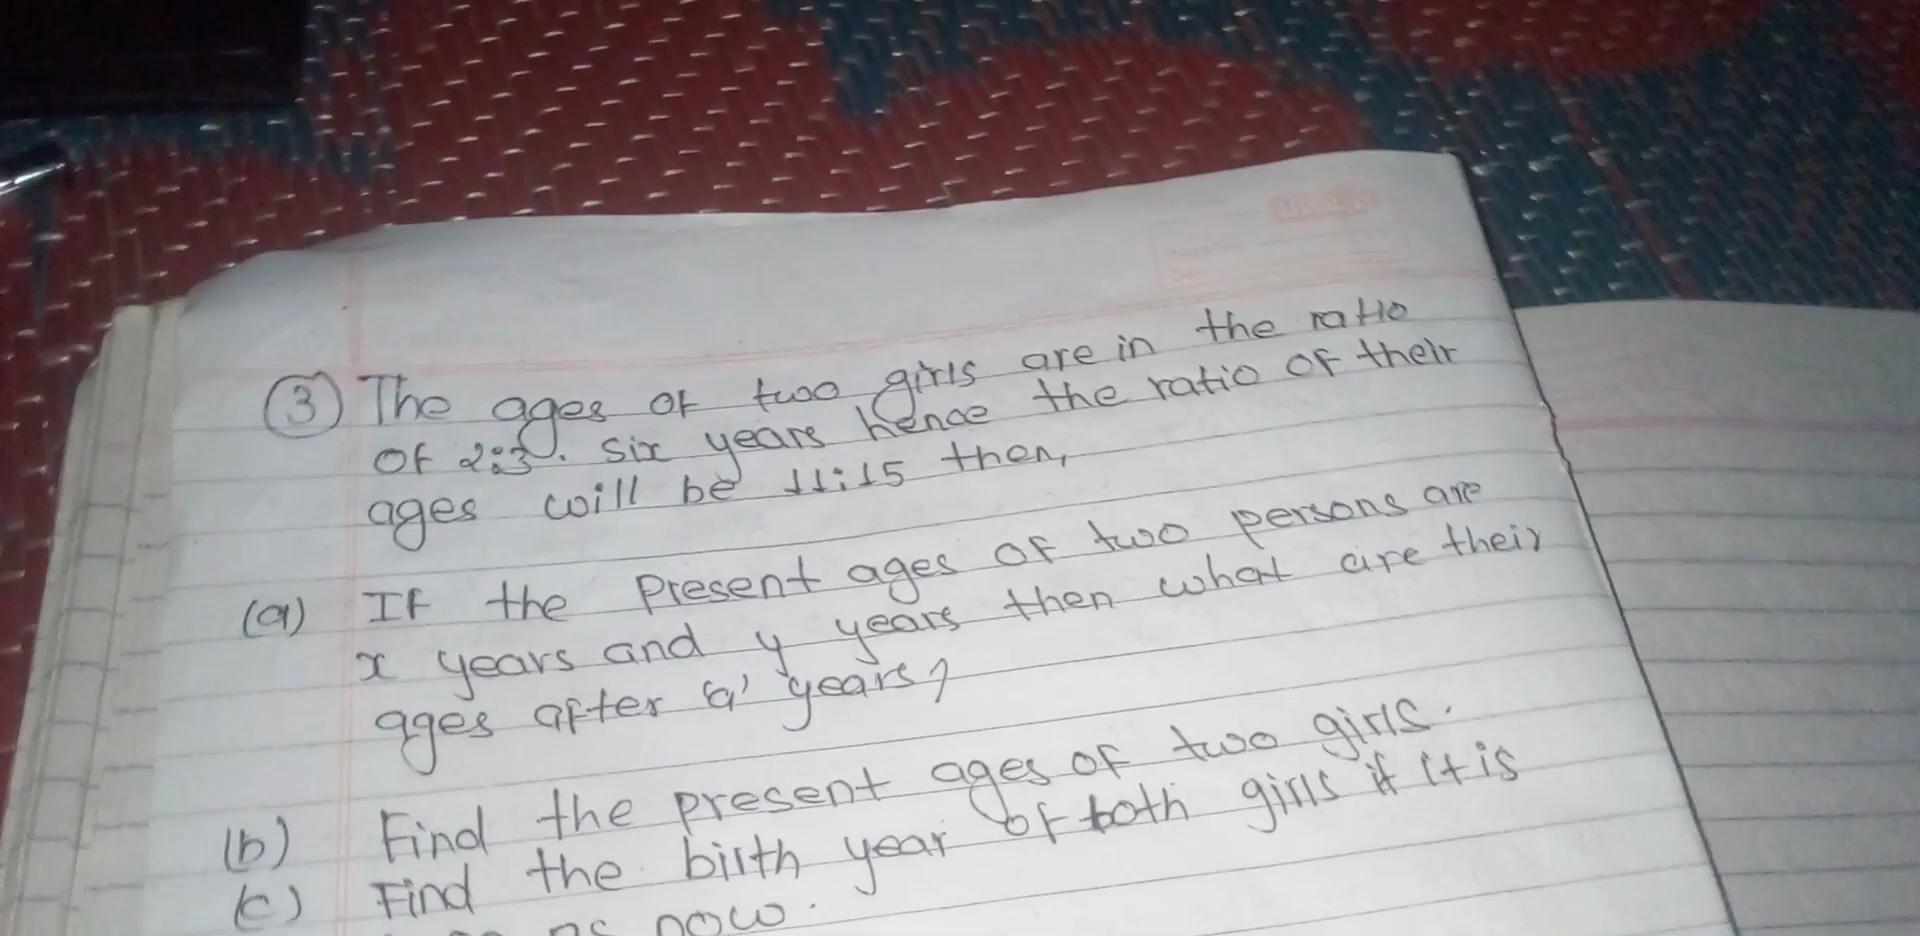 3 The ages of two girls are in the ratio
of 2:3. six years hence the ratio of their
ages will be 11:15 then,
(a) If the present ages of two persons are
x years and y years then what are their
ages after 'a' years?
(b) Find the present ages of two girls.
(c) Find the birth year of both girls if it is
now.